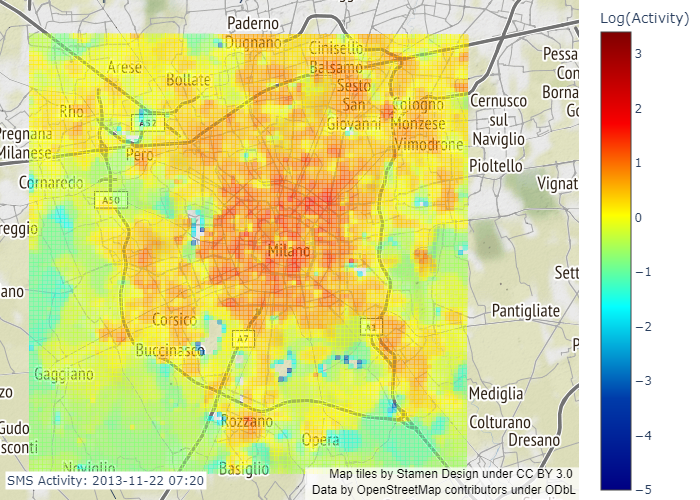 Log(Activity)
3
2
1
0
−1
−2
−3
−4
−5
Paderno
Dugnano
Cinisello
Balsamo
Arese
Bollate
Sesto
San
Giovanni
Rho
A52
Cologno
Monzese
Vimodrone
Cernusco
sul
Naviglio
Pessa
Con
Borna
Go
Pregnana
Milanese
Pero
Pioltello
Cornaredo
A50
Vignat
reggio
Milano
Sett
ano
Corsico
Pantigliate
A7
A1
Buccinasco
P
Gaggiano
zo
Mediglia
Rozzano
Colturano
Gudo
sconti
Opera
Dresano
Noviglio
Basiglio
SMS Activity: 2013-11-22 07:20
Map tiles by Stamen Design under CC BY 3.0
Data by OpenStreetMap contributors under ODbL